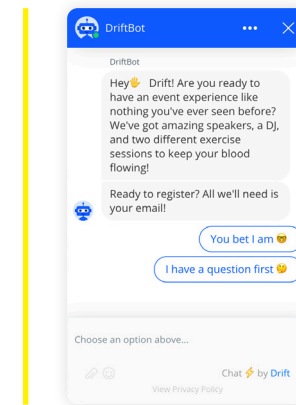 DriftBot
DriftBot
Hey🖐 Drift! Are you ready to
have an event experience like
nothing you've ever seen before?
We've got amazing speakers, a DJ,
and two different exercise
sessions to keep your blood
flowing!
Ready to register? All we'll need is
your email!
You bet I am 🤓
I have a question first 🤔
Choose an option above...
Chat ⚡ by Drift
View Privacy Policy